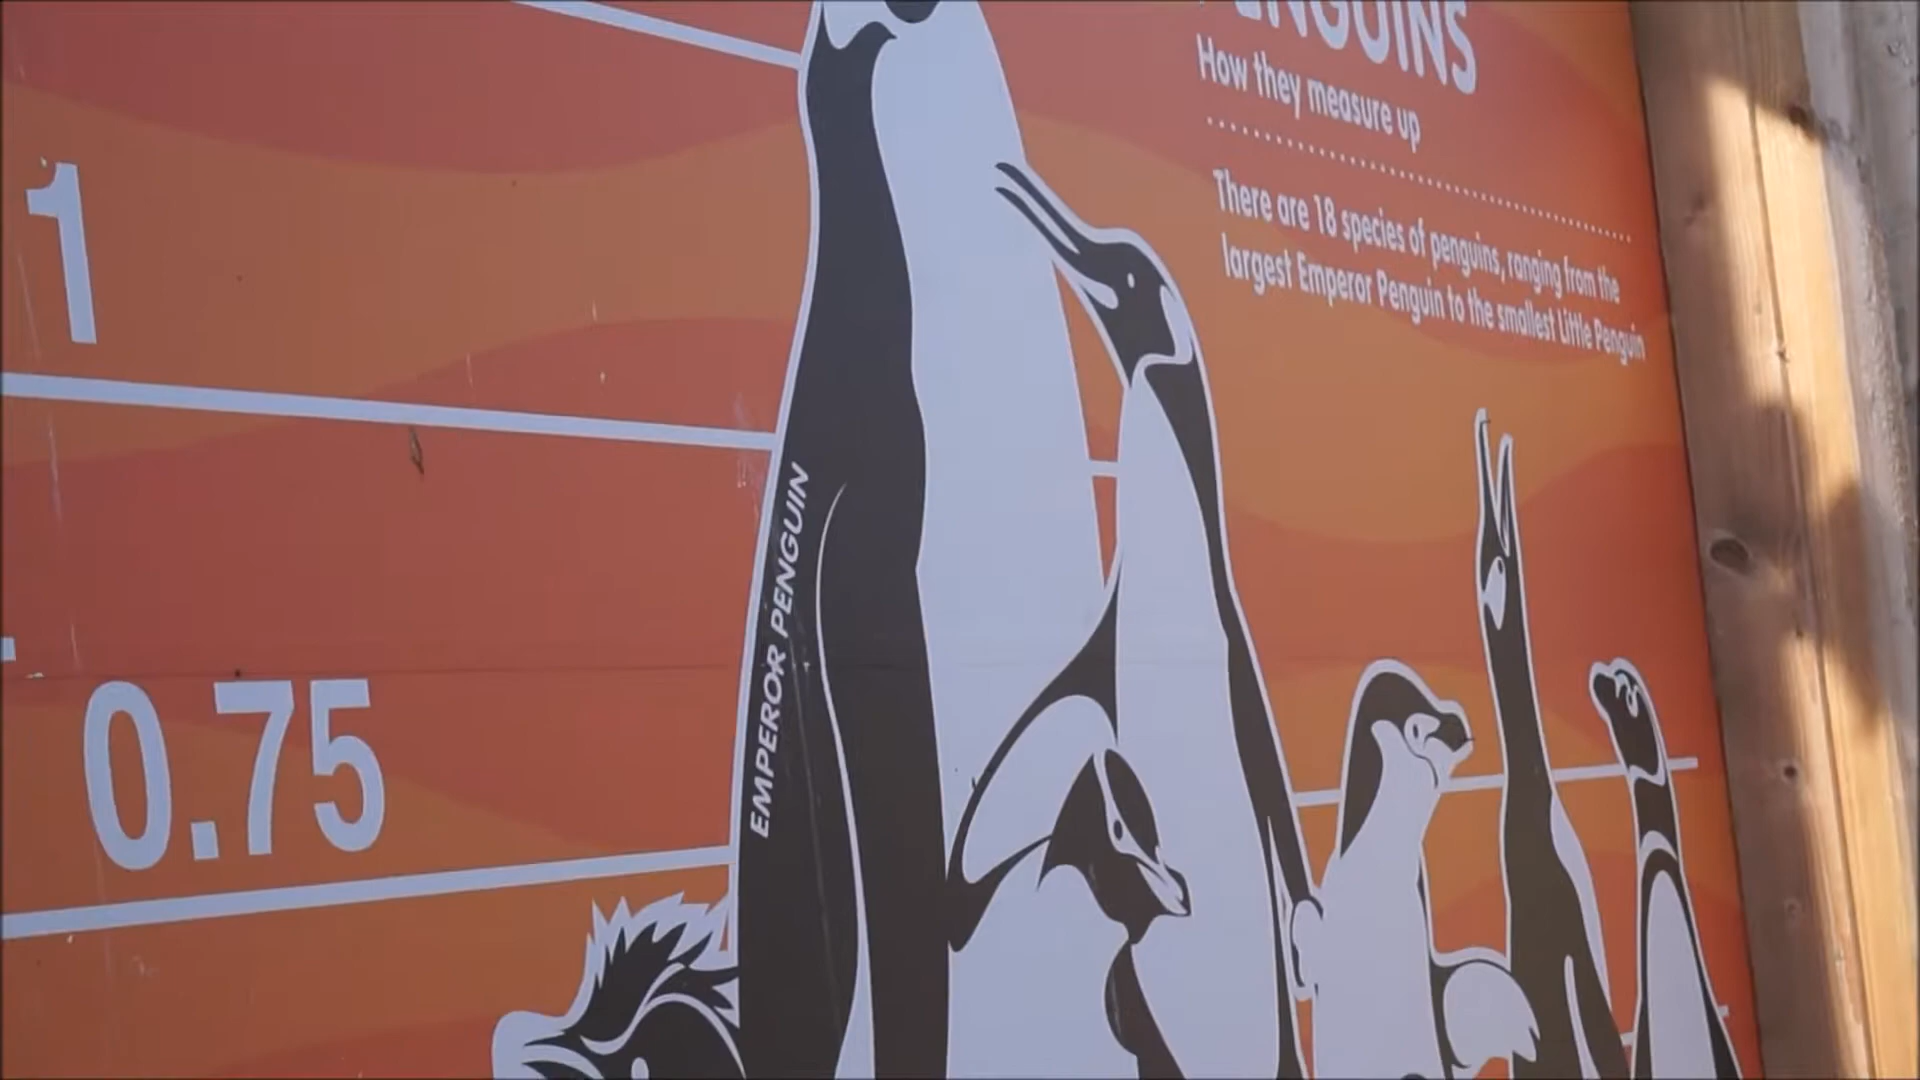 PENGUINS
How they measure up
There are 18 species of penguins, ranging from the
largest Emperor Penguin to the smallest Little Penguin
1
EMPEROR PENGUIN
0.75